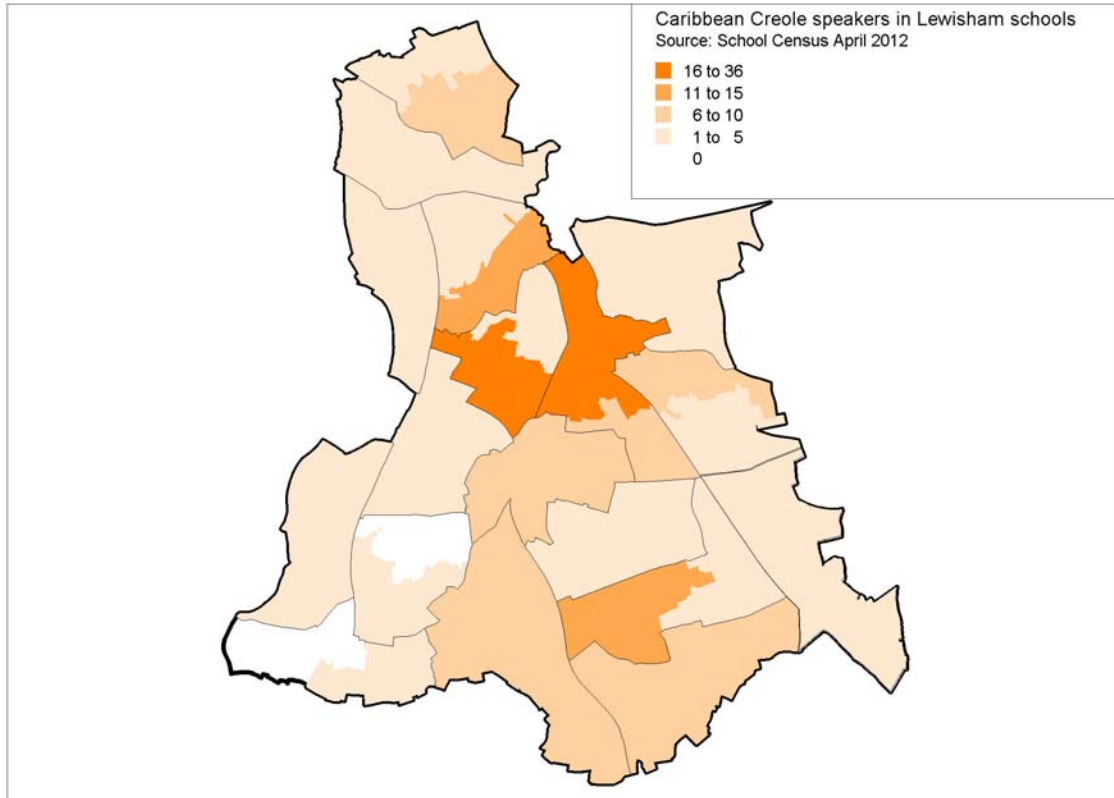 Caribbean Creole speakers in Lewisham schools
Source: School Census April 2012
16 to 36
11 to 15
6 to 10
1 to 5
0